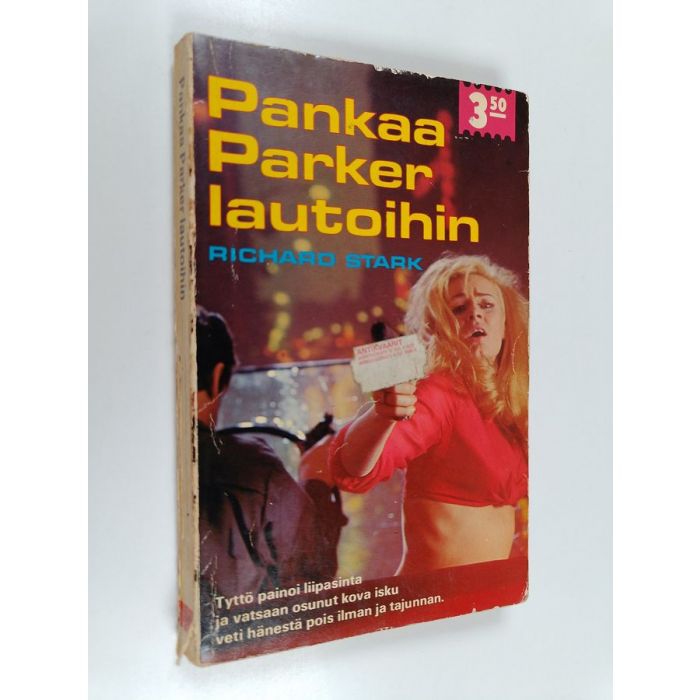 Pankaa Parker lautoihin
3 50
Pankaa
Parker
lautoihin
RICHARD STARK
ANTIKVAARIT
Tyttö painoi liipasinta
ja vatsaan osunut kova isku
veti hänestä pois ilman ja tajunnan.